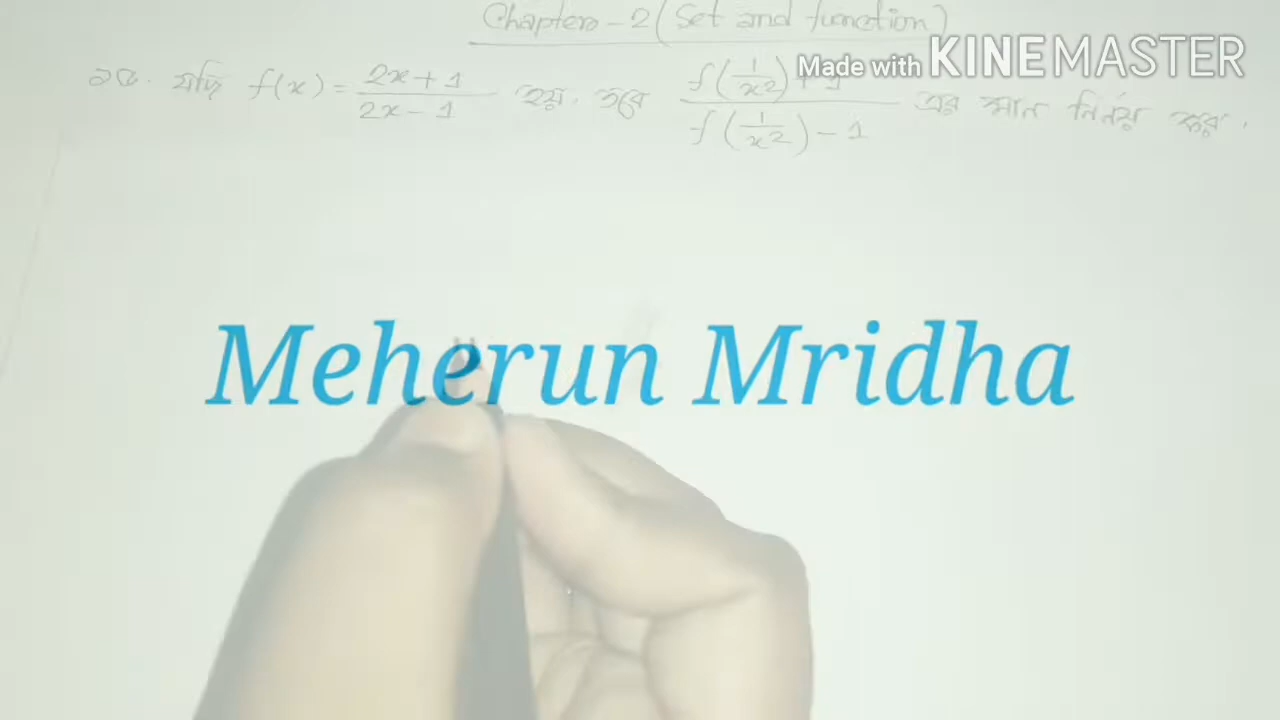 Chapter - 2 (Set and function)
Made with KINEMASTER
২৫. যদি f(x) = (2x + 1)/(2x - 1) হয়, তবে (f(1/x²) + 1)/(f(1/x²) - 1) এর মান নির্ণয় কর.
Meherun Mridha